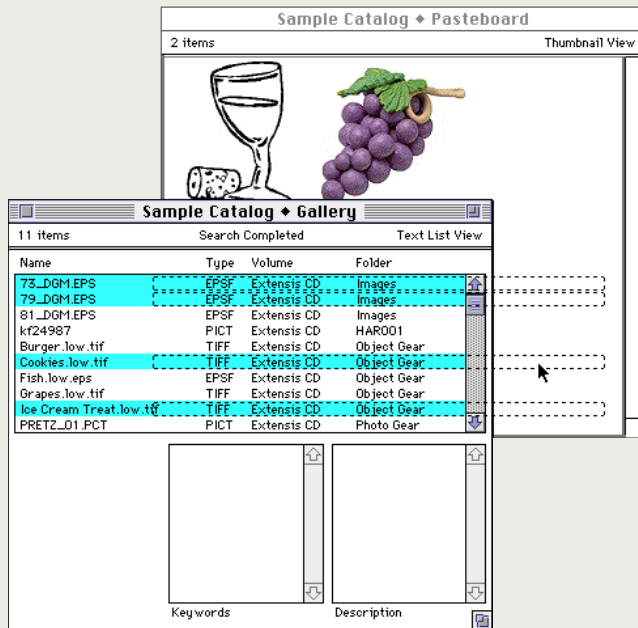 Sample Catalog ◆ Pasteboard
2 items Thumbnail View
Sample Catalog ◆ Gallery
11 items Search Completed Text List View
Name Type Volume Folder
73_DGM.EPS EPSF Extensis CD Images
79_DGM.EPS EPSF Extensis CD Images
81_DGM.EPS EPSF Extensis CD Images
kf24987 PICT Extensis CD HAR001
Burger.low.tif TIFF Extensis CD Object Gear
Cookies.low.tif TIFF Extensis CD Object Gear
Fish.low.eps EPSF Extensis CD Object Gear
Grapes.low.tif TIFF Extensis CD Object Gear
Ice Cream Treat.low.tif TIFF Extensis CD Object Gear
PRETZ_01.PCT PICT Extensis CD Photo Gear
Keywords Description